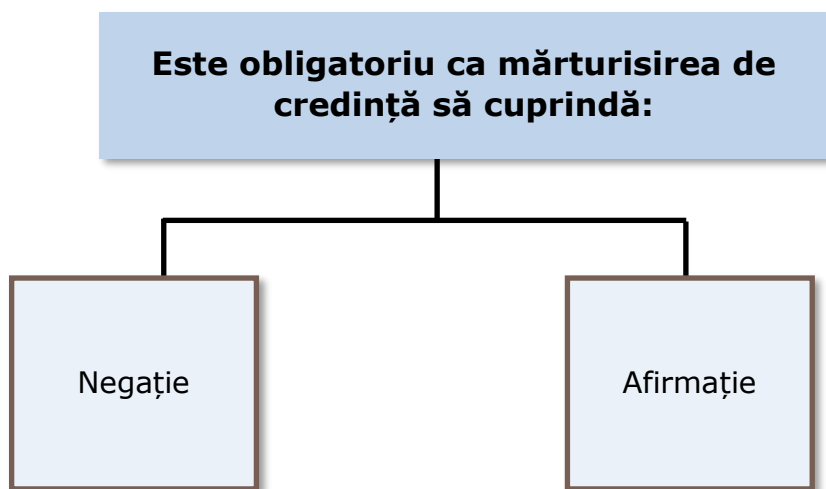 Este obligatoriu ca mărturisirea de
credință să cuprindă:
Negație
Afirmație